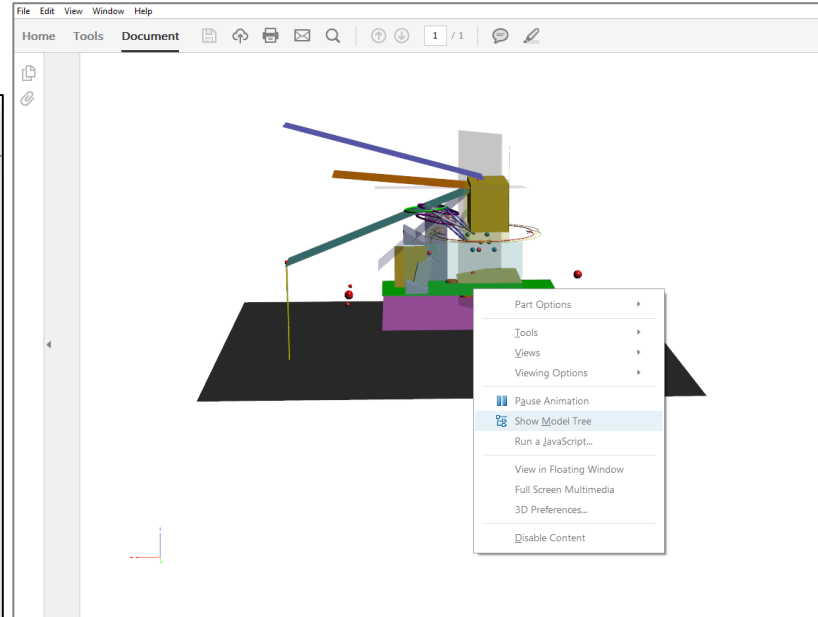 File Edit View Window Help
Home Tools Document 1 / 1
Part Options
Tools
Views
Viewing Options
Pause Animation
Show Model Tree
Run a JavaScript...
View in Floating Window
Full Screen Multimedia
3D Preferences...
Disable Content